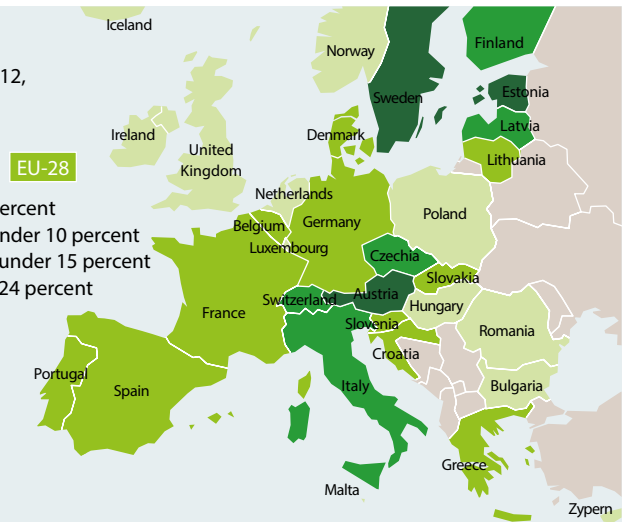 Iceland
Norway
Finland
12,
Sweden
Estonia
Latvia
Ireland
Denmark
United
Kingdom
Lithuania
EU-28
Netherlands
ercent
Belgium
Germany
Poland
nder 10 percent
Luxembourg
Czechia
under 15 percent
Slovakia
24 percent
Switzerland
Austria
Hungary
France
Slovenia
Romania
Croatia
Portugal
Spain
Italy
Bulgaria
Greece
Malta
Zypern